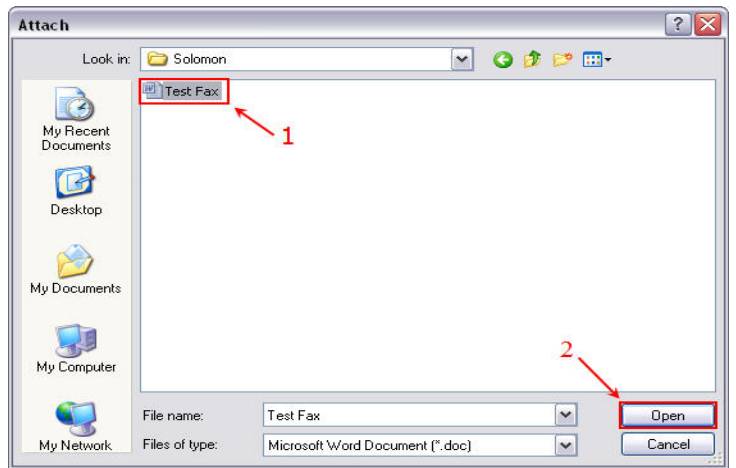 Attach
Look in: Solomon
Test Fax
1
My Recent
Documents
Desktop
My Documents
My Computer
My Network
2
File name: Test Fax Open
Files of type: Microsoft Word Document (*.doc) Cancel